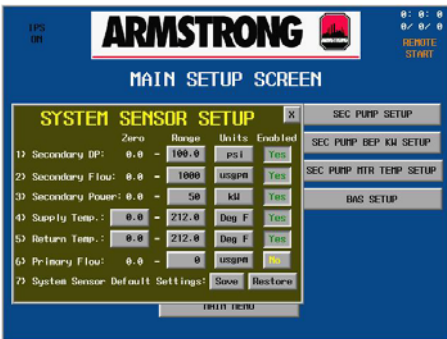 IPS
ON
ARMSTRONG
0: 0: 0
0/ 0/ 0
REMOTE
START
MAIN SETUP SCREEN
SYSTEM SENSOR SETUP X
Zero Range Units Enabled
1) Secondary DP: 0.0 - 100.0 psi Yes
2) Secondary Flow: 0.0 - 1000 usgpm Yes
3) Secondary Power: 0.0 - 50 kW Yes
4) Supply Temp.: 0.0 - 212.0 Deg F Yes
5) Return Temp.: 0.0 - 212.0 Deg F Yes
6) Primary Flow: 0.0 - 0 usgpm No
7) System Sensor Default Settings: Save Restore
SEC PUMP SETUP
SEC PUMP BEP KW SETUP
SEC PUMP MTR TEMP SETUP
BAS SETUP
MAIN MENU